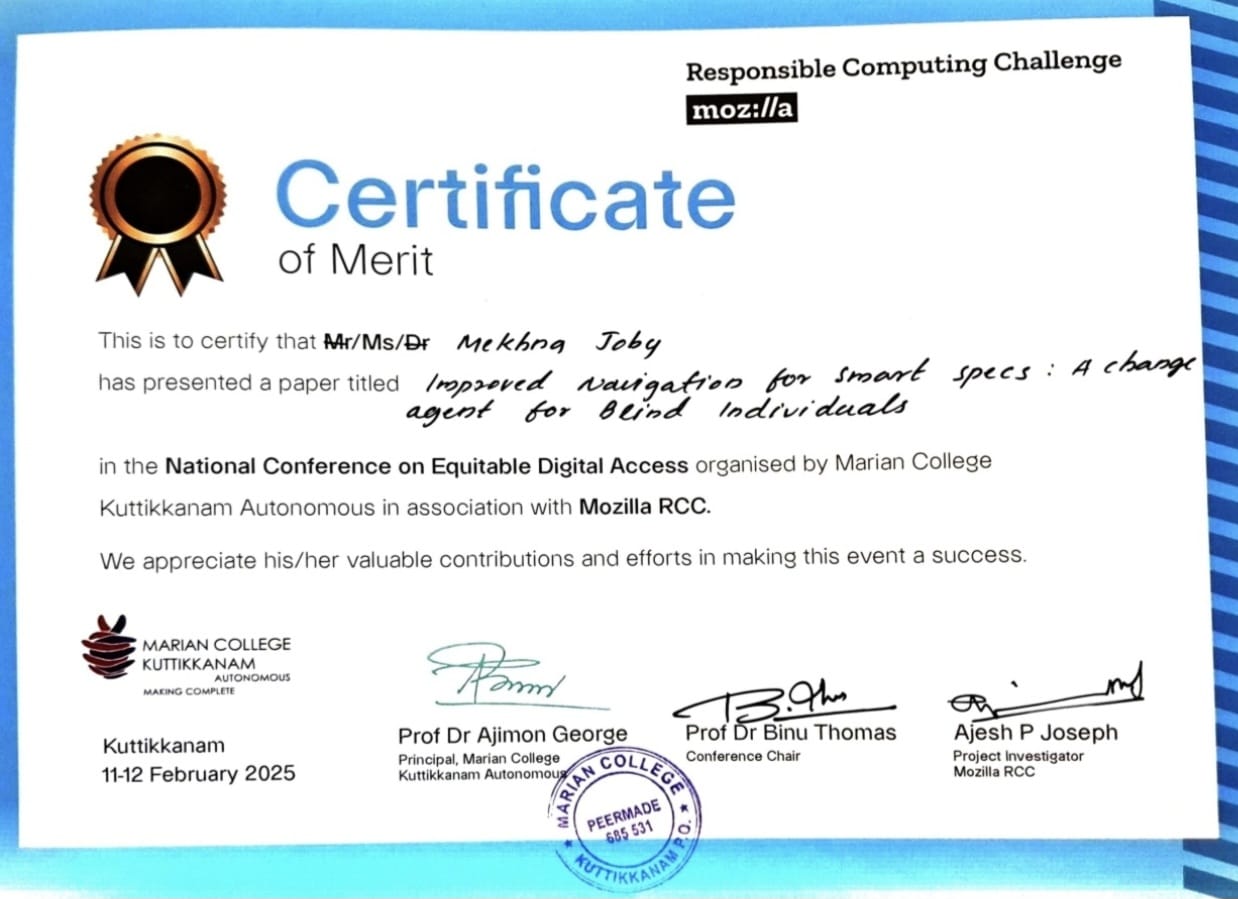 Responsible Computing Challenge
moz://a
Certificate
of Merit
This is to certify that Mr/Ms/Dr Mekhna Joby
has presented a paper titled Improved Navigation for smart specs : A change
agent for Blind Individuals
in the National Conference on Equitable Digital Access organised by Marian College
Kuttikkanam Autonomous in association with Mozilla RCC.
We appreciate his/her valuable contributions and efforts in making this event a success.
MARIAN COLLEGE
KUTTIKKANAM
AUTONOMOUS
MAKING COMPLETE
Kuttikkanam
11-12 February 2025
Prof Dr Ajimon George
Principal, Marian College
Kuttikkanam Autonomous
B. Thos
Prof Dr Binu Thomas
Conference Chair
Ajesh P Joseph
Project Investigator
Mozilla RCC
MARIAN COLLEGE
PEERMADE
685 531
KUTTIKKANAM P.O.